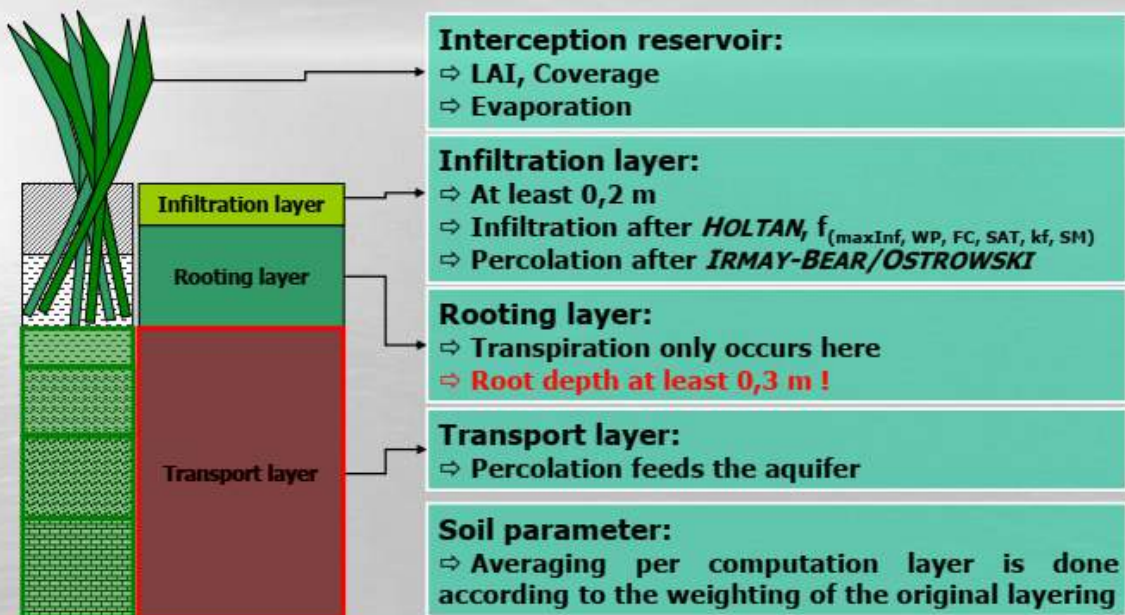 Interception reservoir:
⇨ LAI, Coverage
⇨ Evaporation
Infiltration layer:
⇨ At least 0,2 m
⇨ Infiltration after HOLTAN, f(maxInf, WP, FC, SAT, kf, SM)
⇨ Percolation after IRMAY-BEAR/OSTROWSKI
Rooting layer:
⇨ Transpiration only occurs here
⇨ Root depth at least 0,3 m !
Transport layer:
⇨ Percolation feeds the aquifer
Soil parameter:
⇨ Averaging per computation layer is done
according to the weighting of the original layering
Infiltration layer
Rooting layer
Transport layer